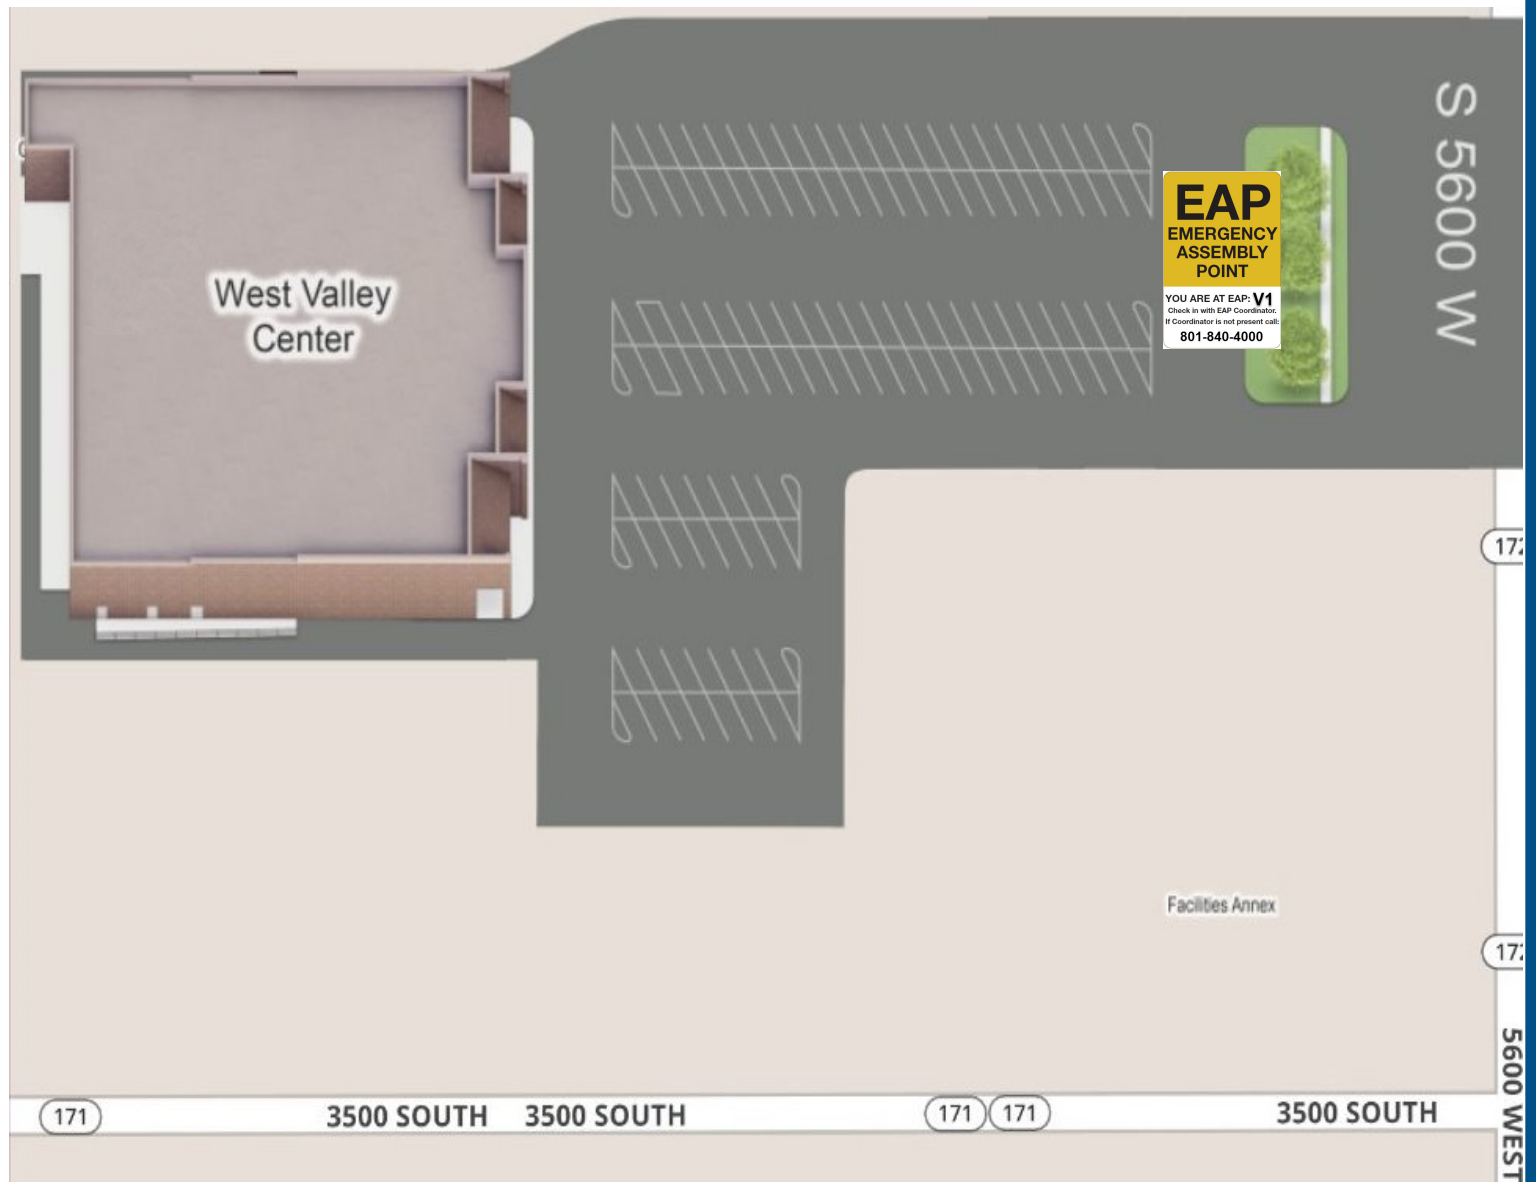 S 5600 W
EAP
EMERGENCY
ASSEMBLY
POINT
YOU ARE AT EAP: V1
Check in with EAP Coordinator.
If Coordinator is not present call:
801-840-4000
West Valley
Center
172
Facilities Annex
172
5600 WEST
171
3500 SOUTH
3500 SOUTH
171
171
3500 SOUTH